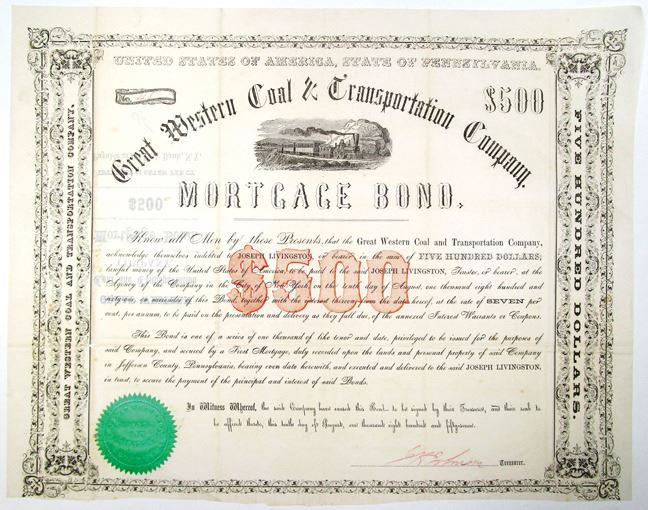 UNITED STATES OF AMERICA, STATE OF PENNSYLVANIA.
No.
$500
Great Western Coal & Transportation Company.
MORTGAGE BOND.
Know all Men by these Presents, that the Great Western Coal and Transportation Company,
acknowledge themselves indebted to JOSEPH LIVINGSTON, or bearer in the sum of FIVE HUNDRED DOLLARS;
lawful money of the United States of America, to be paid to the said JOSEPH LIVINGSTON, Trustee, or bearer, at the
Agency of the Company in the City of New York on the day of August, one thousand eight hundred and
of this Bond, together with the interest thereon from the date hereof, at the rate of SEVEN per
cent. per annum, to be paid on the presentation and delivery as they fall due, of the annexed Interest Warrants or Coupons.
$500
This Bond is one of a series of one thousand of like tenor and date, privileged to be issued for the purposes of
said Company, and secured by a First Mortgage, duly recorded upon the lands and personal property of said Company
in Jefferson County, Pennsylvania, bearing even date herewith, and executed and delivered to the said JOSEPH LIVINGSTON,
in trust, to secure the payment of the principal and interest of said Bonds.
In Witness Whereof, the said Company have caused this Bond to be signed by their Treasurer, and their seal to
be affixed hereto, this tenth day of August, one thousand eight hundred and fifty-seven.
Treasurer.
GREAT WESTERN COAL AND TRANSPORTATION COMPANY.
FIVE HUNDRED DOLLARS.